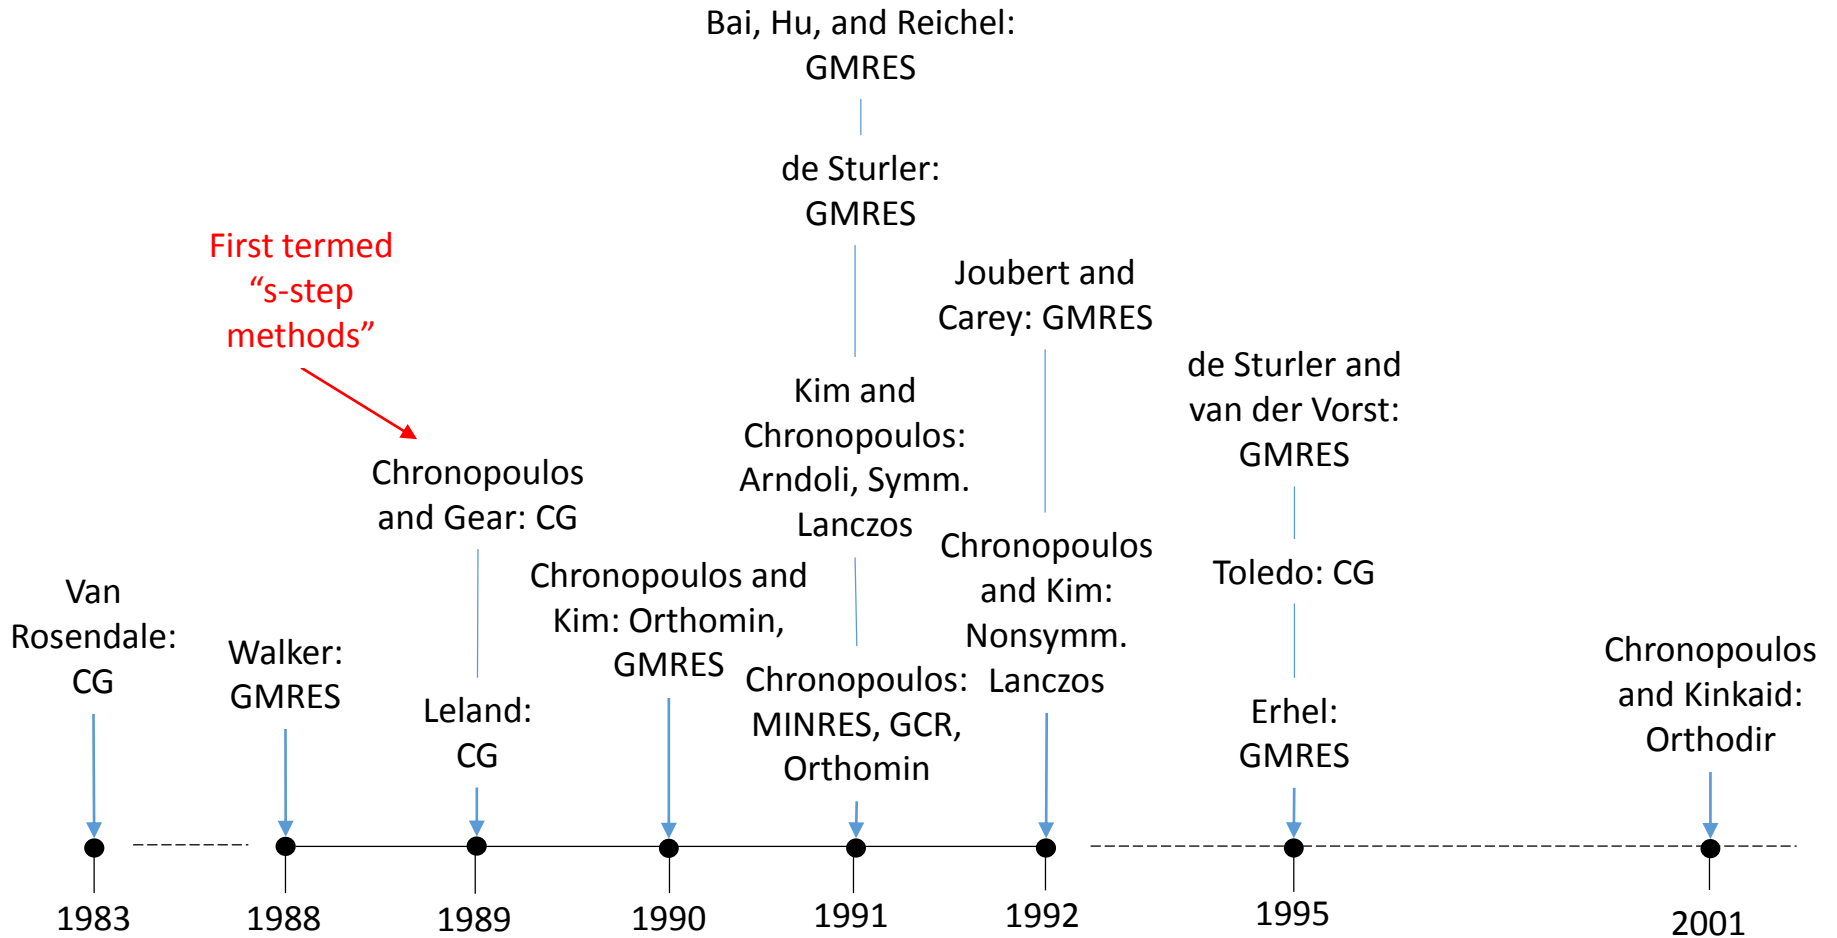 Bai, Hu, and Reichel:
GMRES
de Sturler:
GMRES
First termed
“s-step
methods”
Joubert and
Carey: GMRES
de Sturler and
van der Vorst:
GMRES
Kim and
Chronopoulos:
Arndoli, Symm.
Lanczos
Chronopoulos
and Gear: CG
Chronopoulos
and Kim:
Nonsymm.
Lanczos
Chronopoulos and
Kim: Orthomin,
GMRES
Toledo: CG
Van
Rosendale:
CG
Walker:
GMRES
Leland:
CG
Chronopoulos:
MINRES, GCR,
Orthomin
Erhel:
GMRES
Chronopoulos
and Kinkaid:
Orthodir
1983
1988
1989
1990
1991
1992
1995
2001